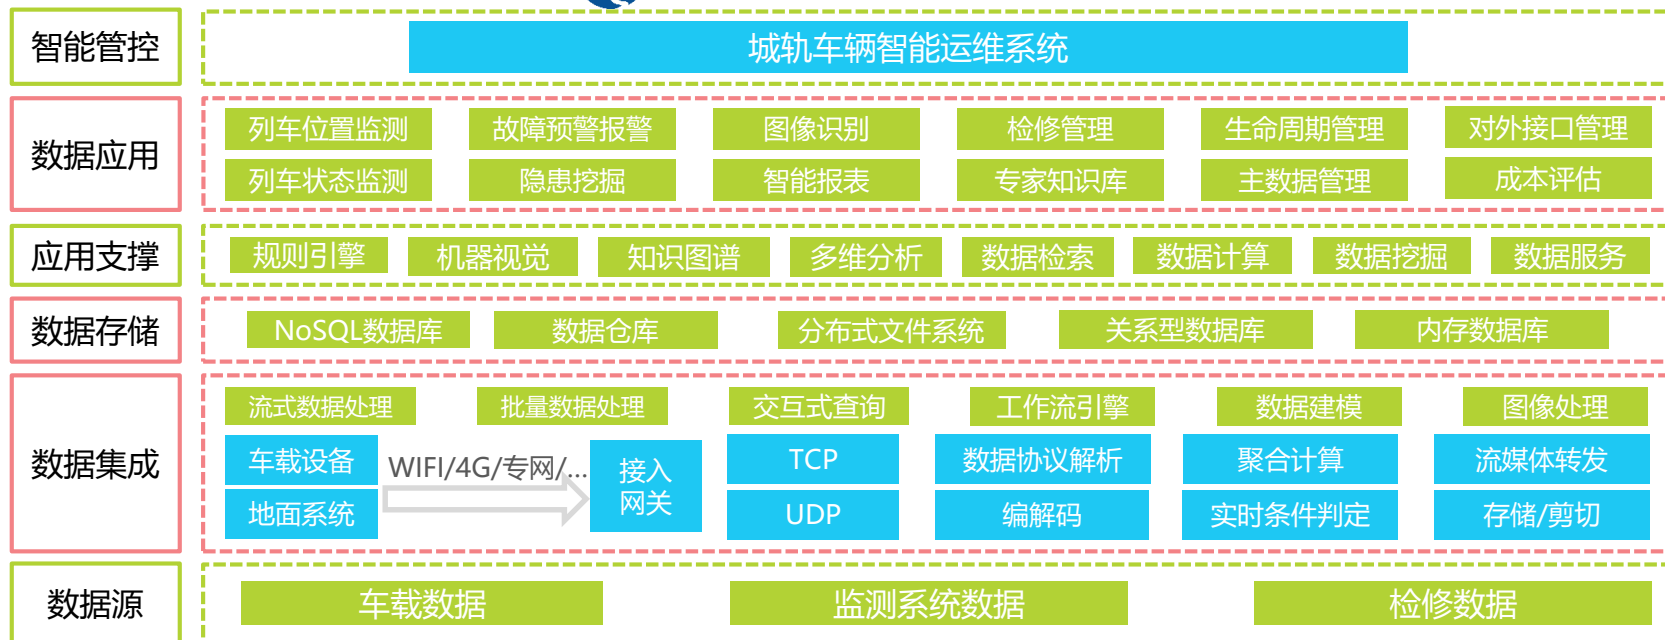 智能管控
城轨车辆智能运维系统
数据应用
列车位置监测 故障预警报警 图像识别 检修管理 生命周期管理 对外接口管理
列车状态监测 隐患挖掘 智能报表 专家知识库 主数据管理 成本评估
应用支撑
规则引擎 机器视觉 知识图谱 多维分析 数据检索 数据计算 数据挖掘 数据服务
数据存储
NoSQL数据库 数据仓库 分布式文件系统 关系型数据库 内存数据库
数据集成
流式数据处理 批量数据处理 交互式查询 工作流引擎 数据建模 图像处理
车载设备 WIFI/4G/专网/... 接入 TCP 数据协议解析 聚合计算 流媒体转发
地面系统 网关 UDP 编解码 实时条件判定 存储/剪切
数据源
车载数据 监测系统数据 检修数据